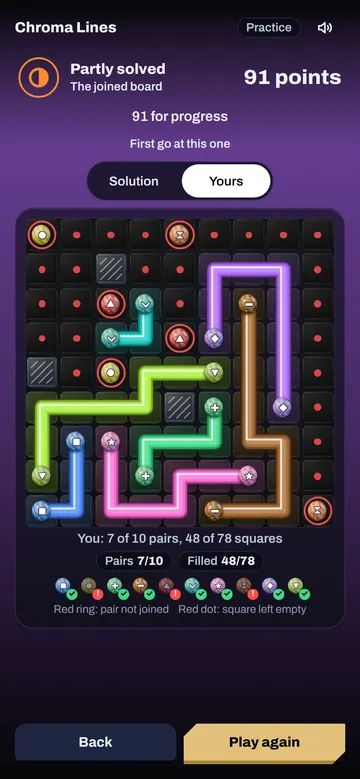 Chroma Lines
Practice
Partly solved
The joined board
91 points
91 for progress
First go at this one
Solution
Yours
You: 7 of 10 pairs, 48 of 78 squares
Pairs 7/10
Filled 48/78
Red ring: pair not joined Red dot: square left empty
Back
Play again